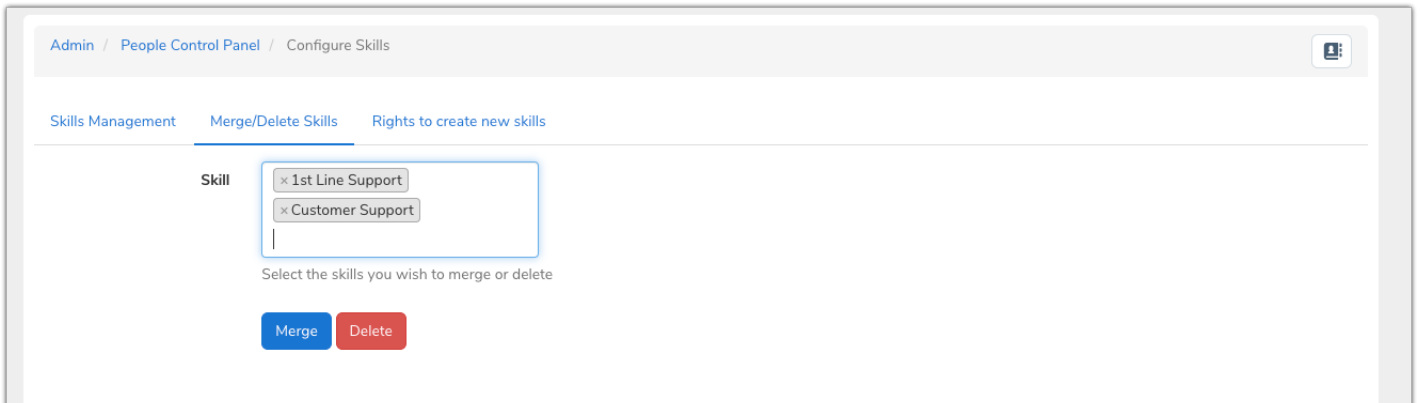 Admin / People Control Panel / Configure Skills
Skills Management Merge/Delete Skills Rights to create new skills
Skill
× 1st Line Support
× Customer Support
Select the skills you wish to merge or delete
Merge Delete